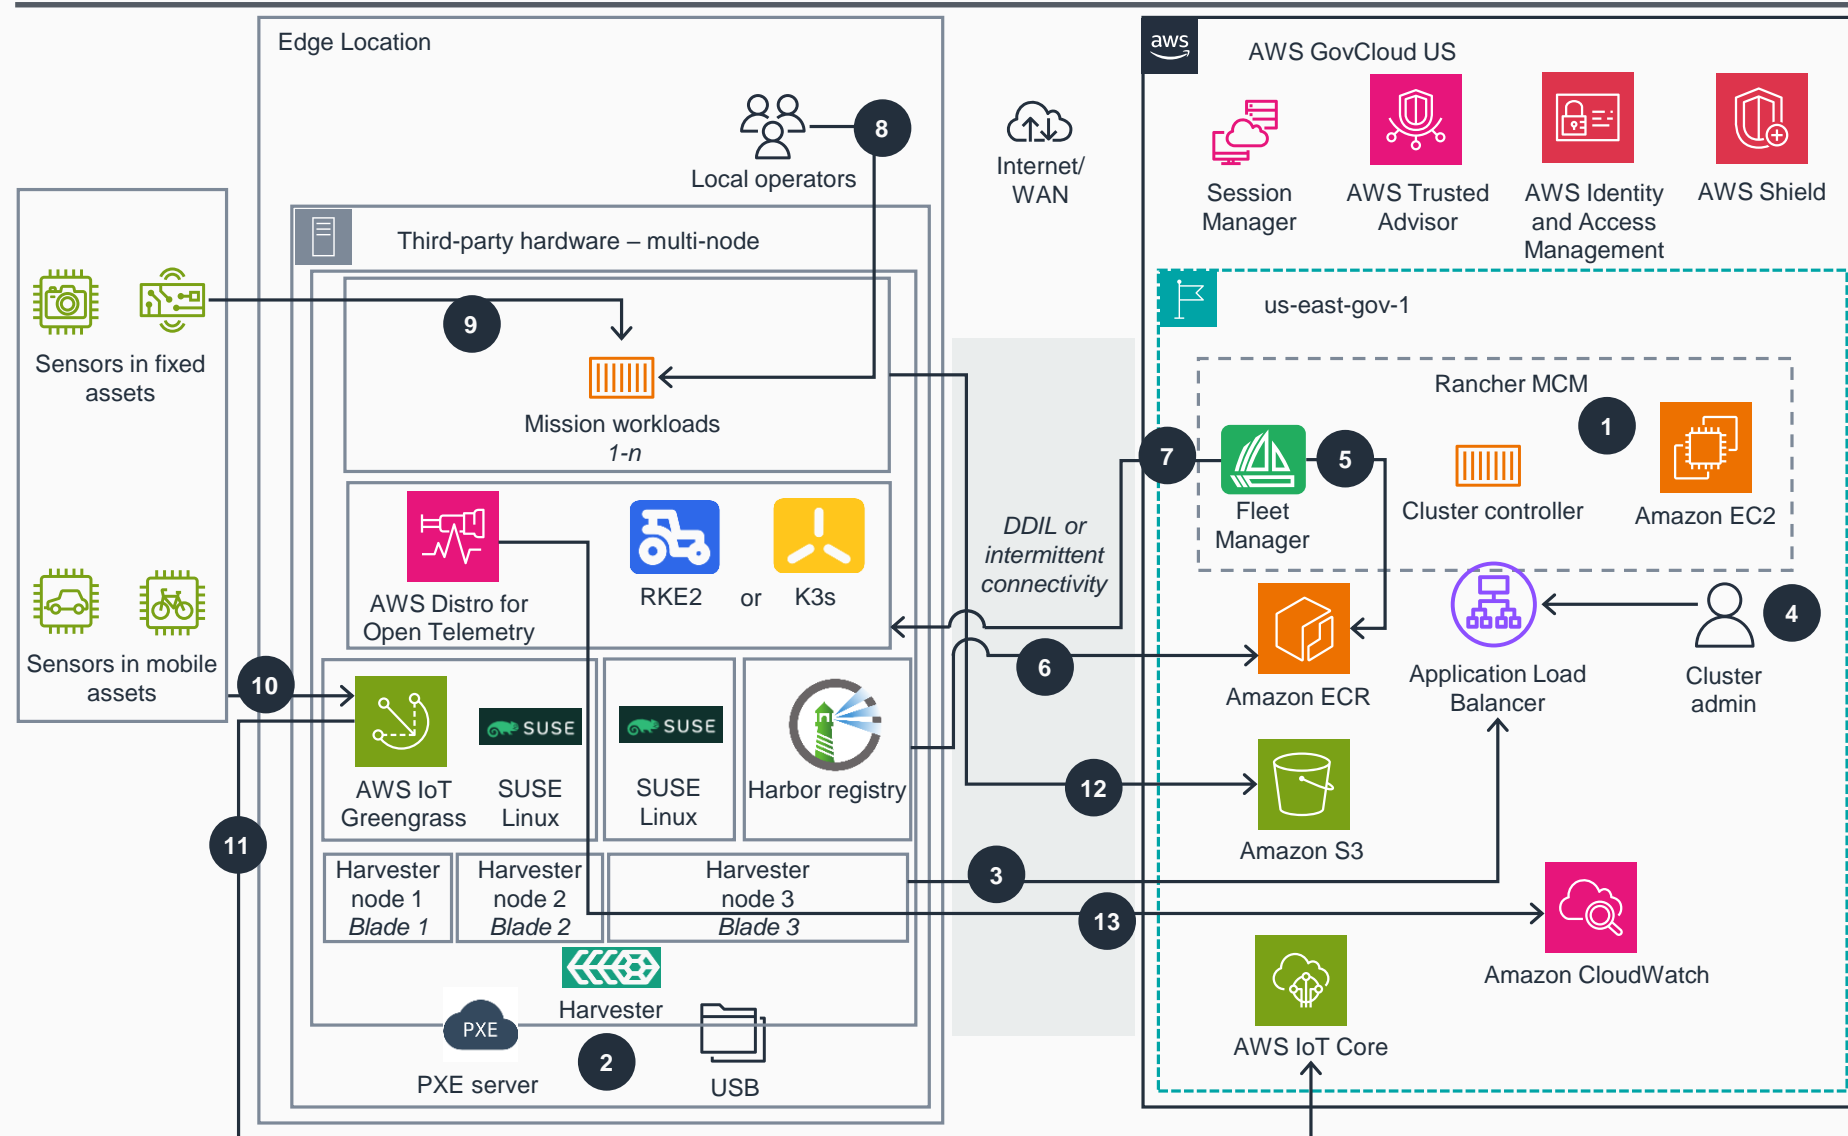 Edge Location
Local operators
8
Third-party hardware – multi-node
Sensors in fixed
assets
Sensors in mobile
assets
9
Mission workloads
1-n
AWS Distro for
Open Telemetry
RKE2
or
K3s
10
11
AWS IoT
Greengrass
SUSE
SUSE
Linux
SUSE
SUSE
Linux
Harbor registry
Harvester
node 1
Blade 1
Harvester
node 2
Blade 2
Harvester
node 3
Blade 3
Harvester
PXE
PXE server
2
USB
Internet/
WAN
DDIL or
intermittent
connectivity
6
12
3
13
7
aws
AWS GovCloud US
Session
Manager
AWS Trusted
Advisor
AWS Identity
and Access
Management
AWS Shield
us-east-gov-1
Rancher MCM
1
Fleet
Manager
5
Cluster controller
Amazon EC2
Amazon ECR
Application Load
Balancer
4
Cluster
admin
Amazon S3
Amazon CloudWatch
AWS IoT Core